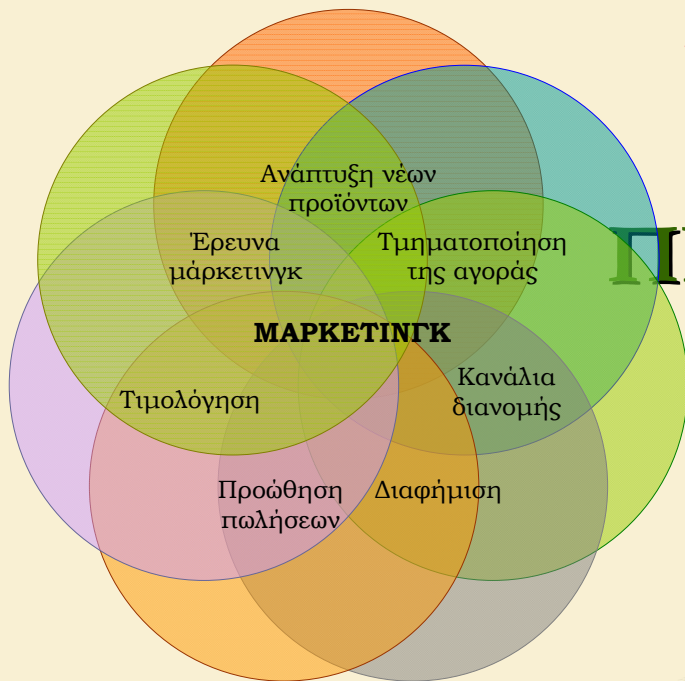 Ανάπτυξη νέων
προϊόντων
Έρευνα
μάρκετινγκ
Τμηματοποίηση
της αγοράς
ΜΑΡΚΕΤΙΝΓΚ
Τιμολόγηση
Κανάλια
διανομής
Προώθηση
πωλήσεων
Διαφήμιση